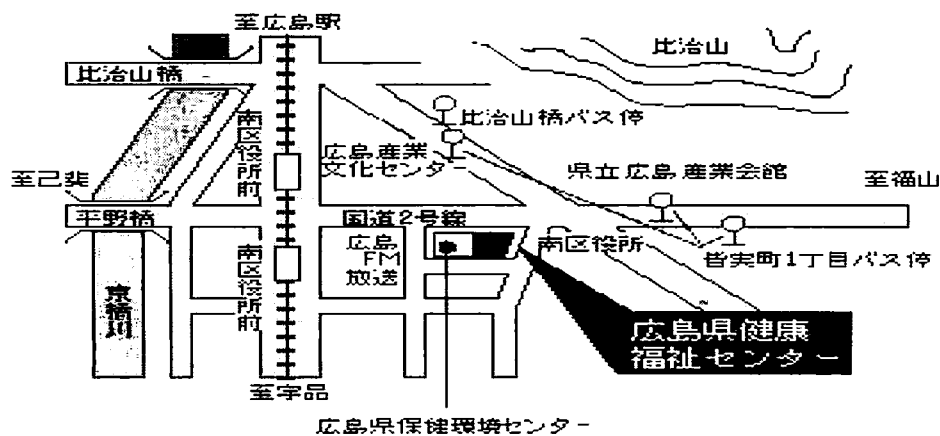 至広島駅
比治山橋
比治山
南区役所前
比治山橋バス停
広島産業
文化センター
県立広島産業会館
至己斐
至福山
平野橋
国道2号線
広島
FM
放送
南区役所
皆実町1丁目バス停
南区役所前
京橋川
広島県健康
福祉センター
至宇品
広島県保健環境センター